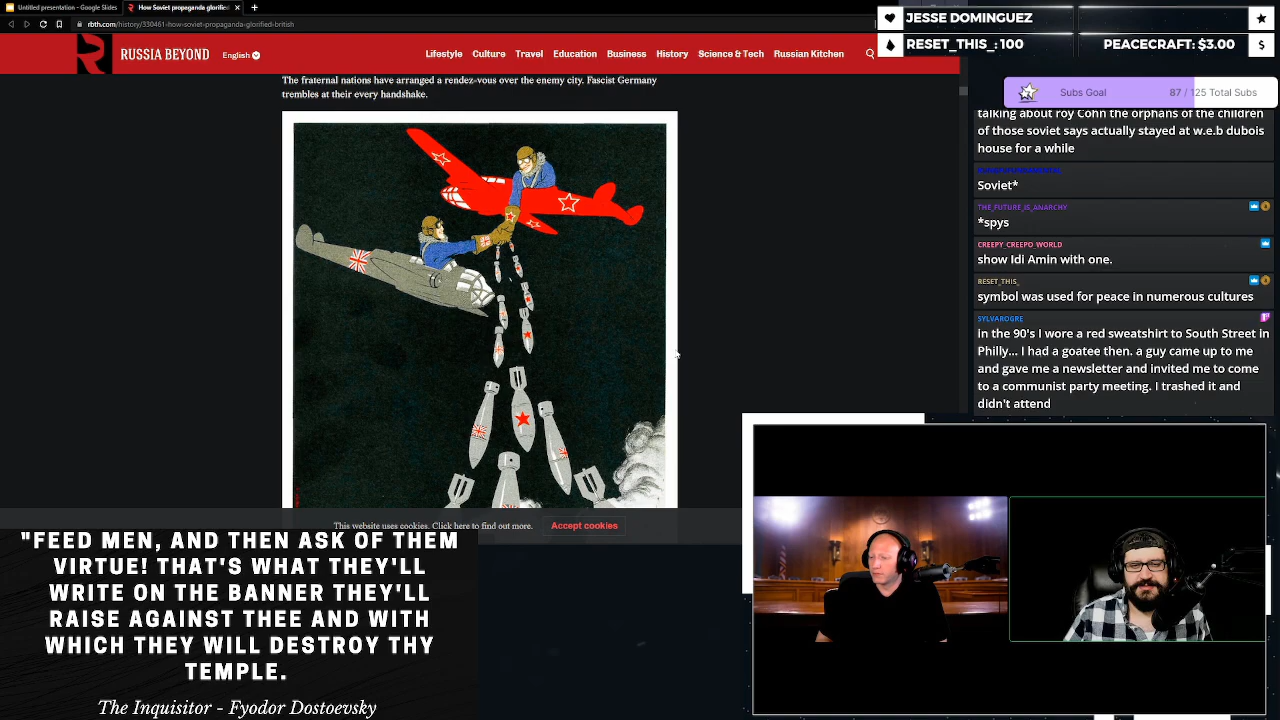 Untitled presentation - Google Slides
How Soviet propaganda glorified
rbth.com/history/330461-how-soviet-propaganda-glorified-british
RUSSIA BEYOND
English
Lifestyle Culture Travel Education Business History Science & Tech Russian Kitchen
The fraternal nations have arranged a rendez-vous over the enemy city. Fascist Germany
trembles at their every handshake.
This website uses cookies. Click here to find out more. Accept cookies
"FEED MEN, AND THEN ASK OF THEM
VIRTUE! THAT'S WHAT THEY'LL
WRITE ON THE BANNER THEY'LL
RAISE AGAINST THEE AND WITH
WHICH THEY WILL DESTROY THY
TEMPLE.
The Inquisitor - Fyodor Dostoevsky
JESSE DOMINGUEZ
RESET_THIS_: 100
PEACECRAFT: $3.00
Subs Goal 87 / 125 Total Subs
talking about roy Cohn the orphans of the children
of those soviet says actually stayed at w.e.b dubois
house for a while
Soviet*
THE_FUTURE_IS_ANARCHY
*spys
CREEPY_CREEPO_WORLD
show Idi Amin with one.
RESET_THIS_
symbol was used for peace in numerous cultures
SYLVAROGRE
in the 90's I wore a red sweatshirt to South Street in
Philly... I had a goatee then. a guy came up to me
and gave me a newsletter and invited me to come
to a communist party meeting. I trashed it and
didn't attend